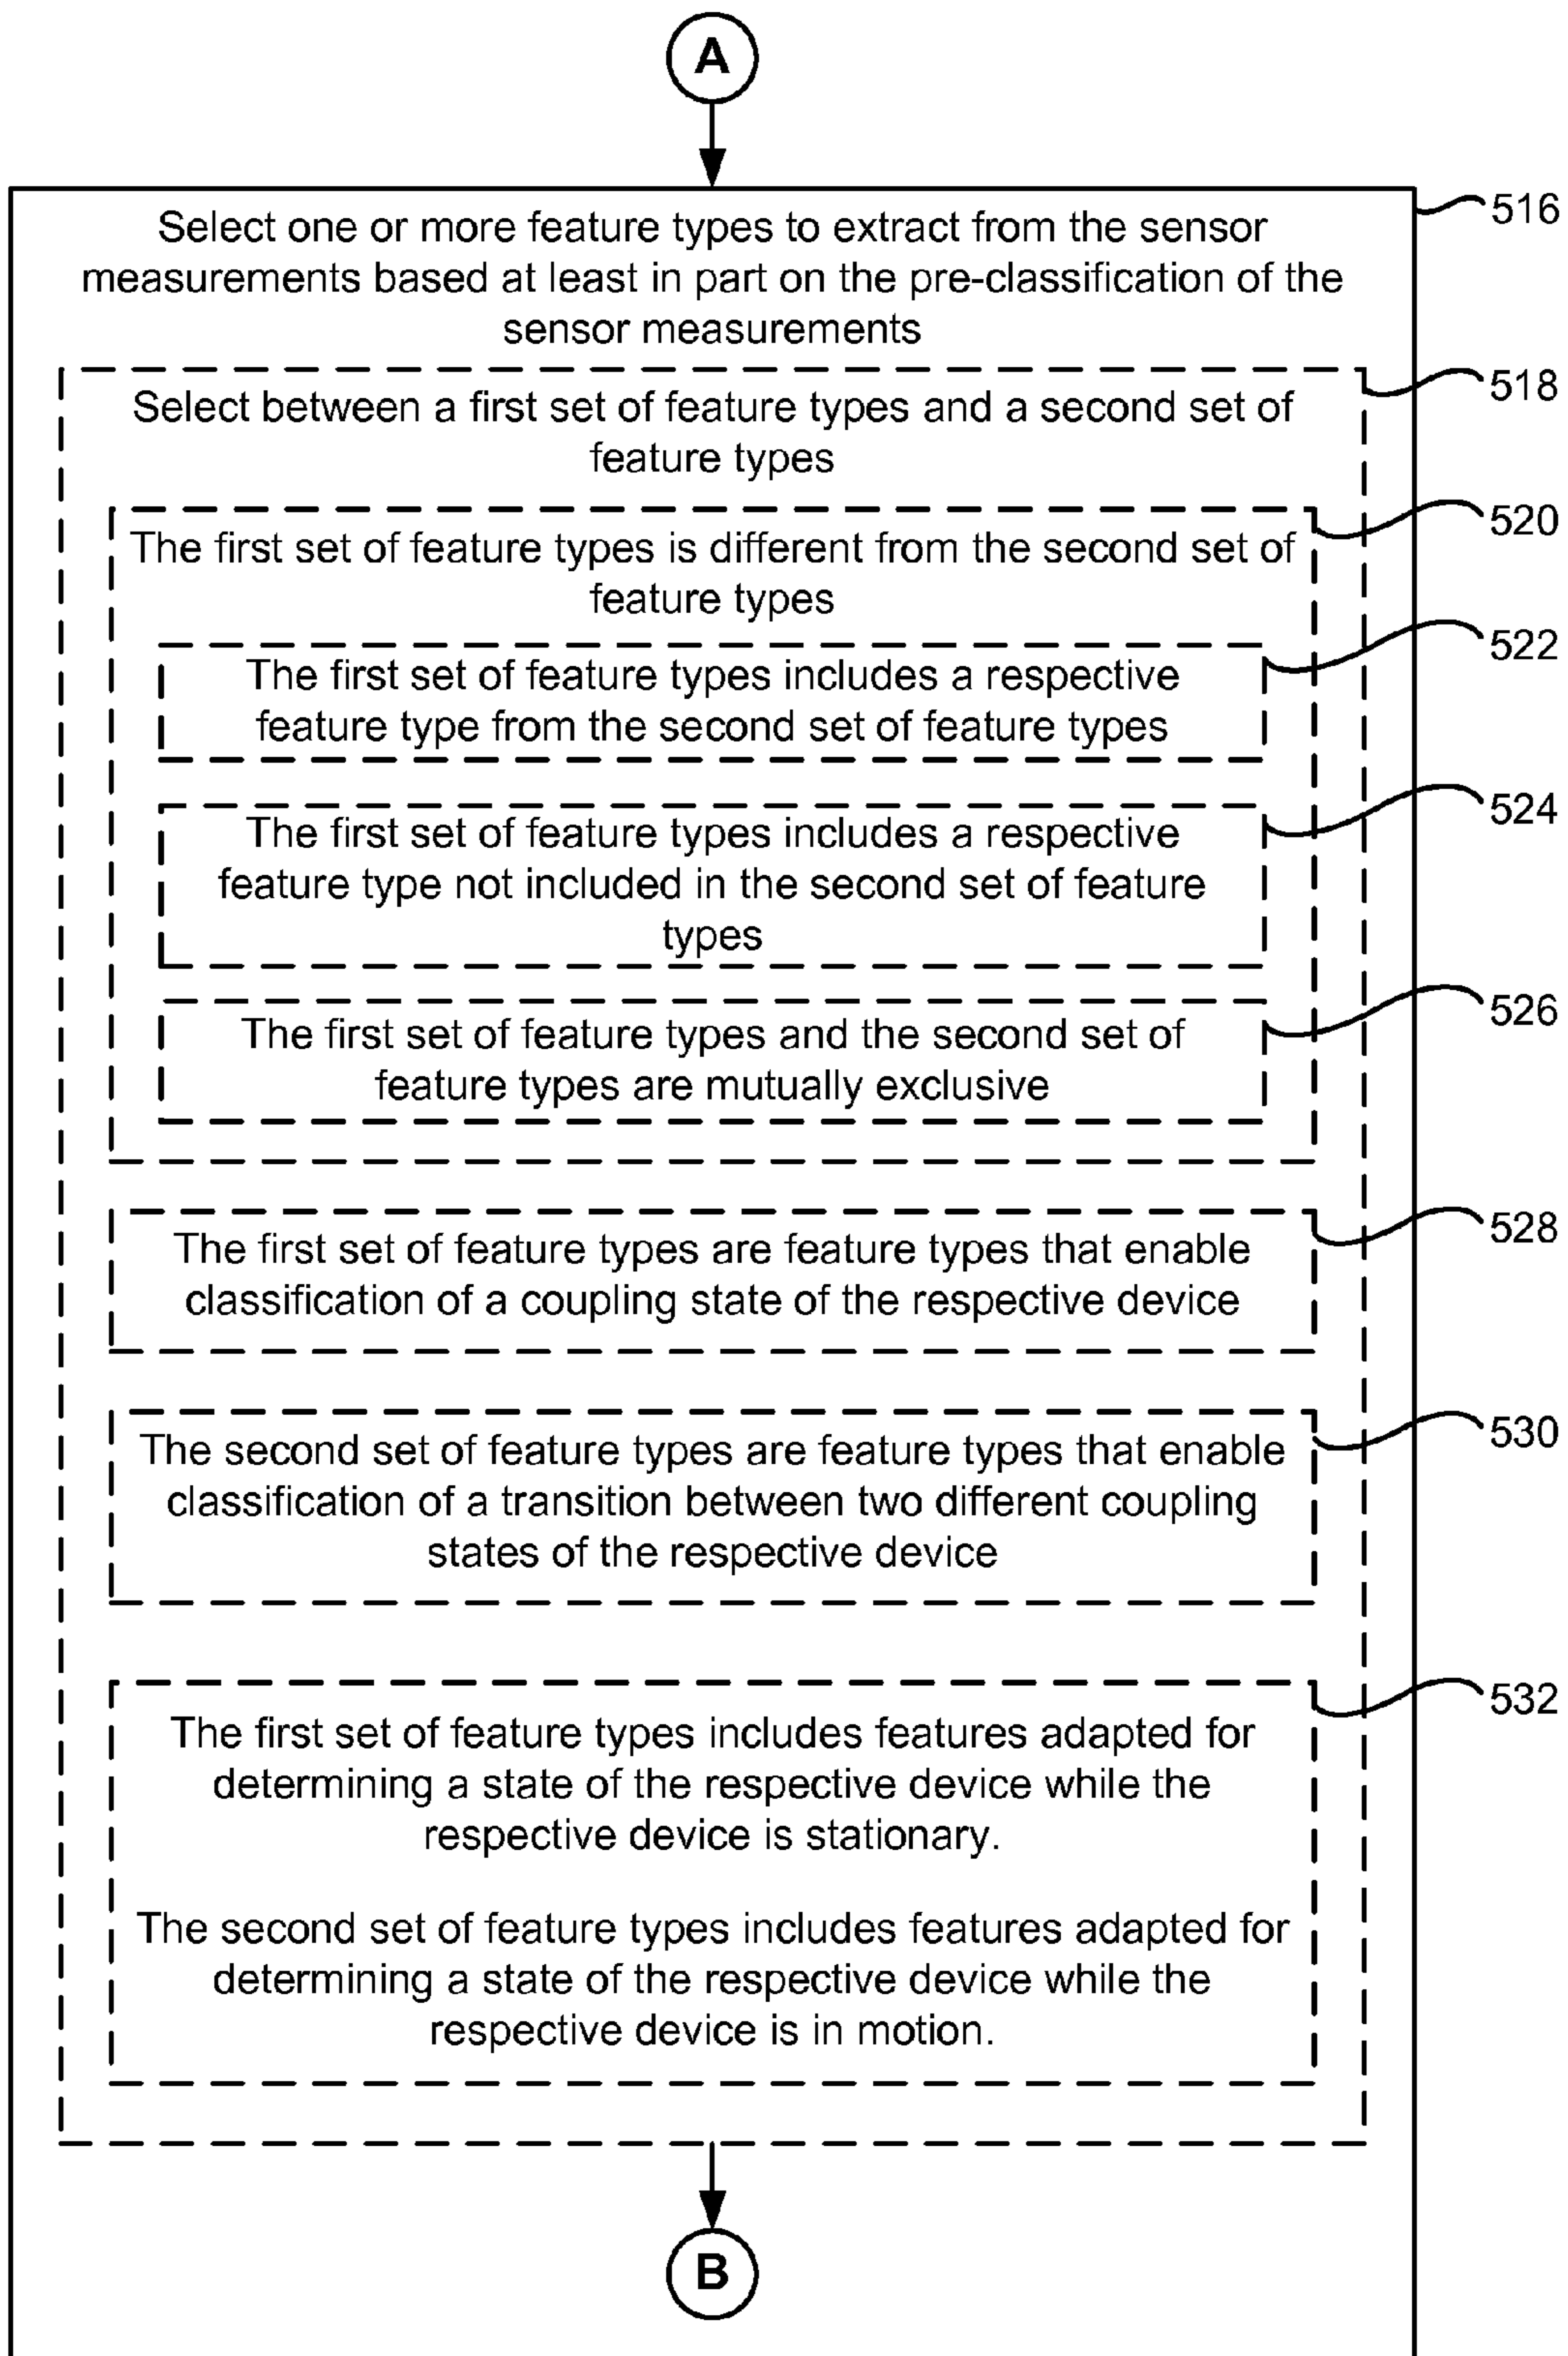 A
516
Select one or more feature types to extract from the sensor
measurements based at least in part on the pre-classification of the
sensor measurements
518
Select between a first set of feature types and a second set of
feature types
520
The first set of feature types is different from the second set of
feature types
522
The first set of feature types includes a respective
feature type from the second set of feature types
524
The first set of feature types includes a respective
feature type not included in the second set of feature
types
526
The first set of feature types and the second set of
feature types are mutually exclusive
528
The first set of feature types are feature types that enable
classification of a coupling state of the respective device
530
The second set of feature types are feature types that enable
classification of a transition between two different coupling
states of the respective device
532
The first set of feature types includes features adapted for
determining a state of the respective device while the
respective device is stationary.
The second set of feature types includes features adapted for
determining a state of the respective device while the
respective device is in motion.
B